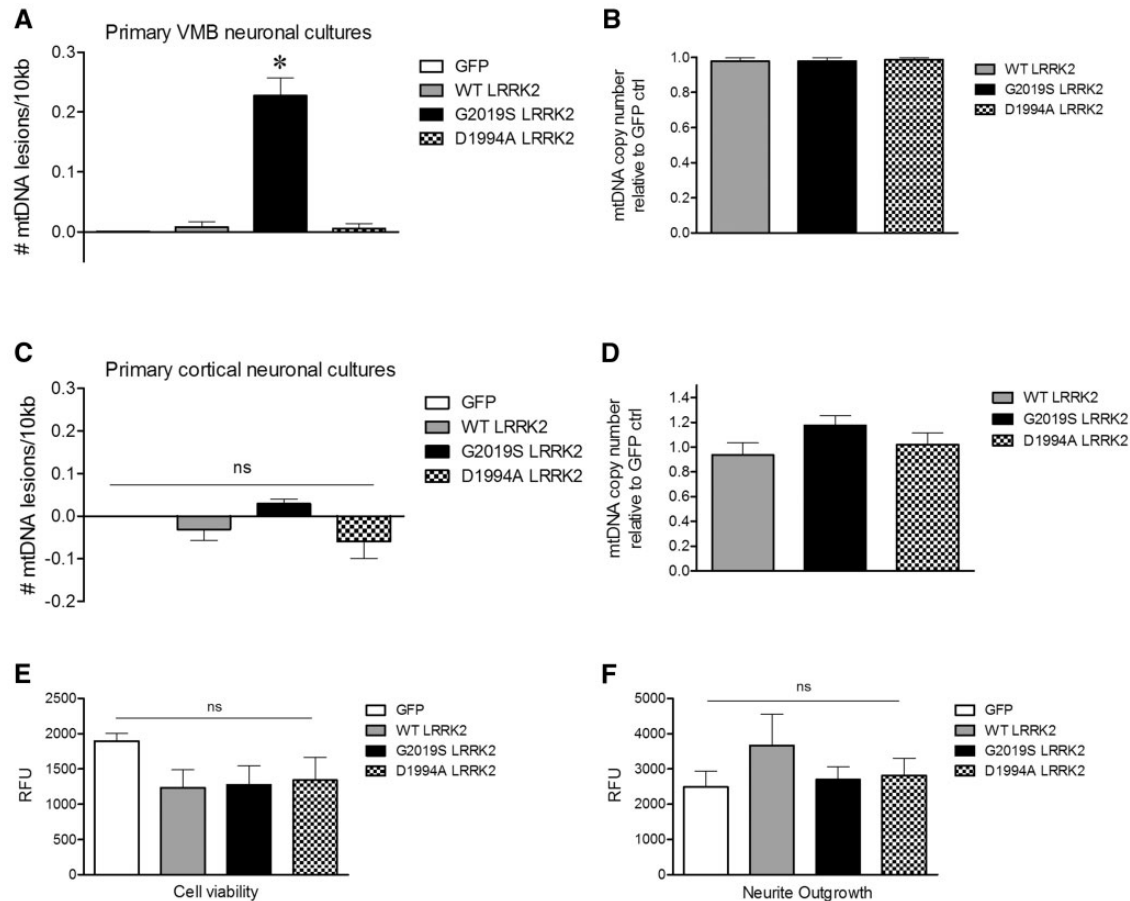 A
Primary VMB neuronal cultures
# mtDNA lesions/10kb
0.3
0.2
0.1
0.0
*
GFP
WT LRRK2
G2019S LRRK2
D1994A LRRK2
B
mtDNA copy number
relative to GFP ctrl
1.0
0.8
0.6
0.4
0.2
0.0
WT LRRK2
G2019S LRRK2
D1994A LRRK2
C
Primary cortical neuronal cultures
# mtDNA lesions/10kb
0.3
0.2
0.1
0.0
-0.1
-0.2
ns
GFP
WT LRRK2
G2019S LRRK2
D1994A LRRK2
D
mtDNA copy number
relative to GFP ctrl
1.4
1.2
1.0
0.8
0.6
0.4
0.2
0.0
WT LRRK2
G2019S LRRK2
D1994A LRRK2
E
RFU
2500
2000
1500
1000
500
0
ns
Cell viability
GFP
WT LRRK2
G2019S LRRK2
D1994A LRRK2
F
RFU
5000
4000
3000
2000
1000
0
ns
Neurite Outgrowth
GFP
WT LRRK2
G2019S LRRK2
D1994A LRRK2